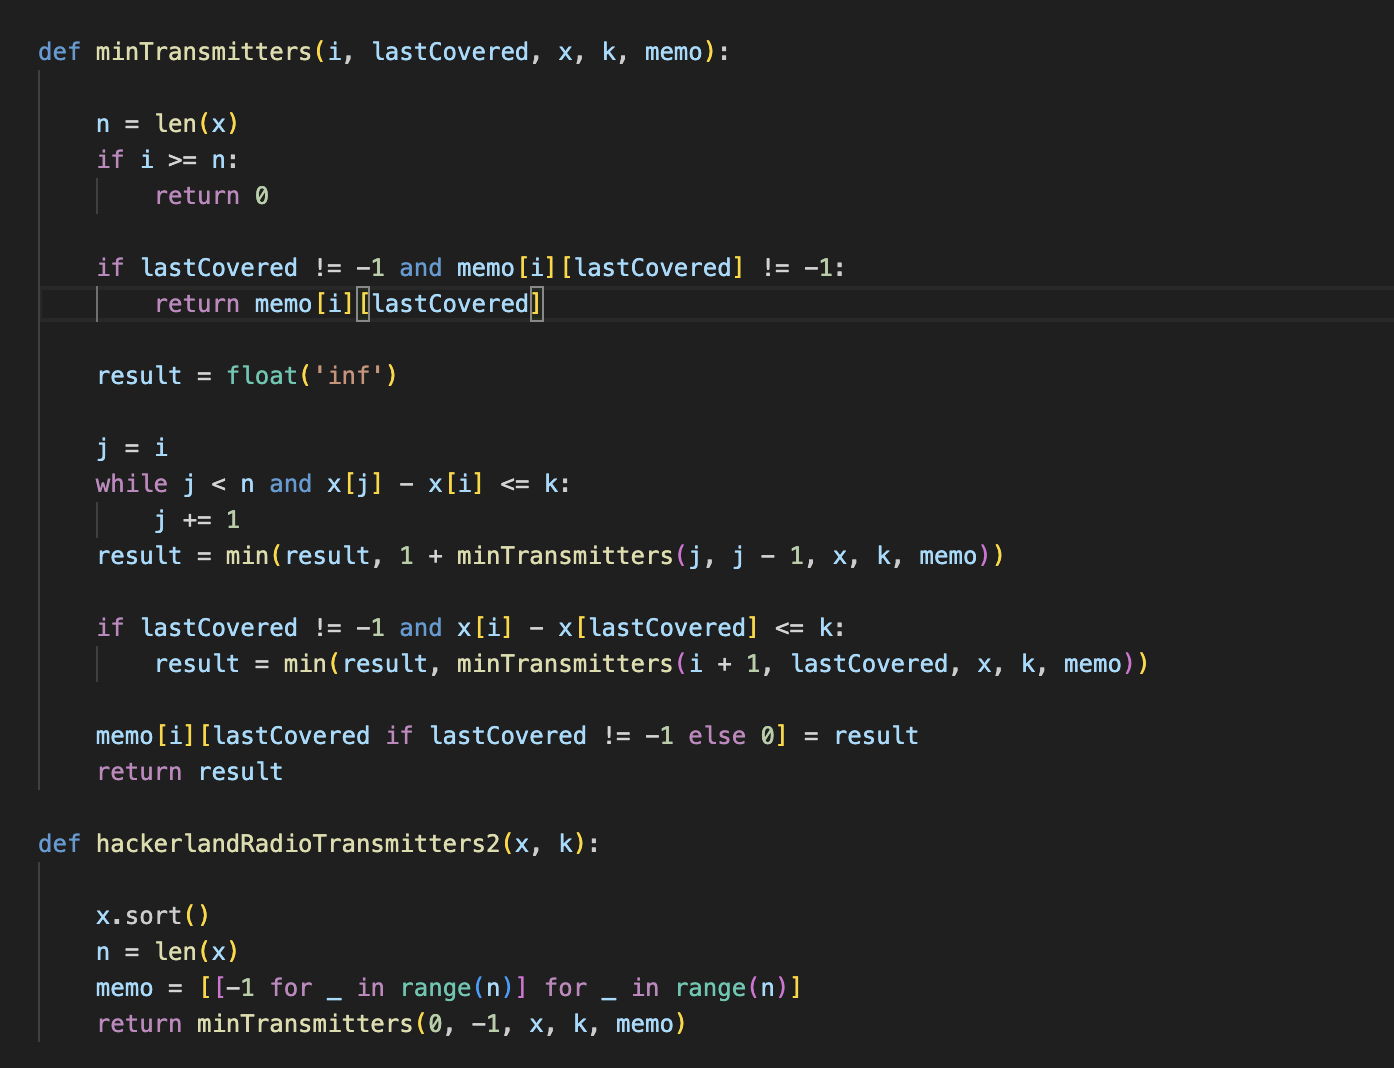 def minTransmitters(i, lastCovered, x, k, memo):
n = len(x)
if i >= n:
return 0
if lastCovered != -1 and memo[i][lastCovered] != -1:
return memo[i][lastCovered]
result = float('inf')
j = i
while j < n and x[j] - x[i] <= k:
j += 1
result = min(result, 1 + minTransmitters(j, j - 1, x, k, memo))
if lastCovered != -1 and x[i] - x[lastCovered] <= k:
result = min(result, minTransmitters(i + 1, lastCovered, x, k, memo))
memo[i][lastCovered if lastCovered != -1 else 0] = result
return result
def hackerlandRadioTransmitters2(x, k):
x.sort()
n = len(x)
memo = [[-1 for _ in range(n)] for _ in range(n)]
return minTransmitters(0, -1, x, k, memo)